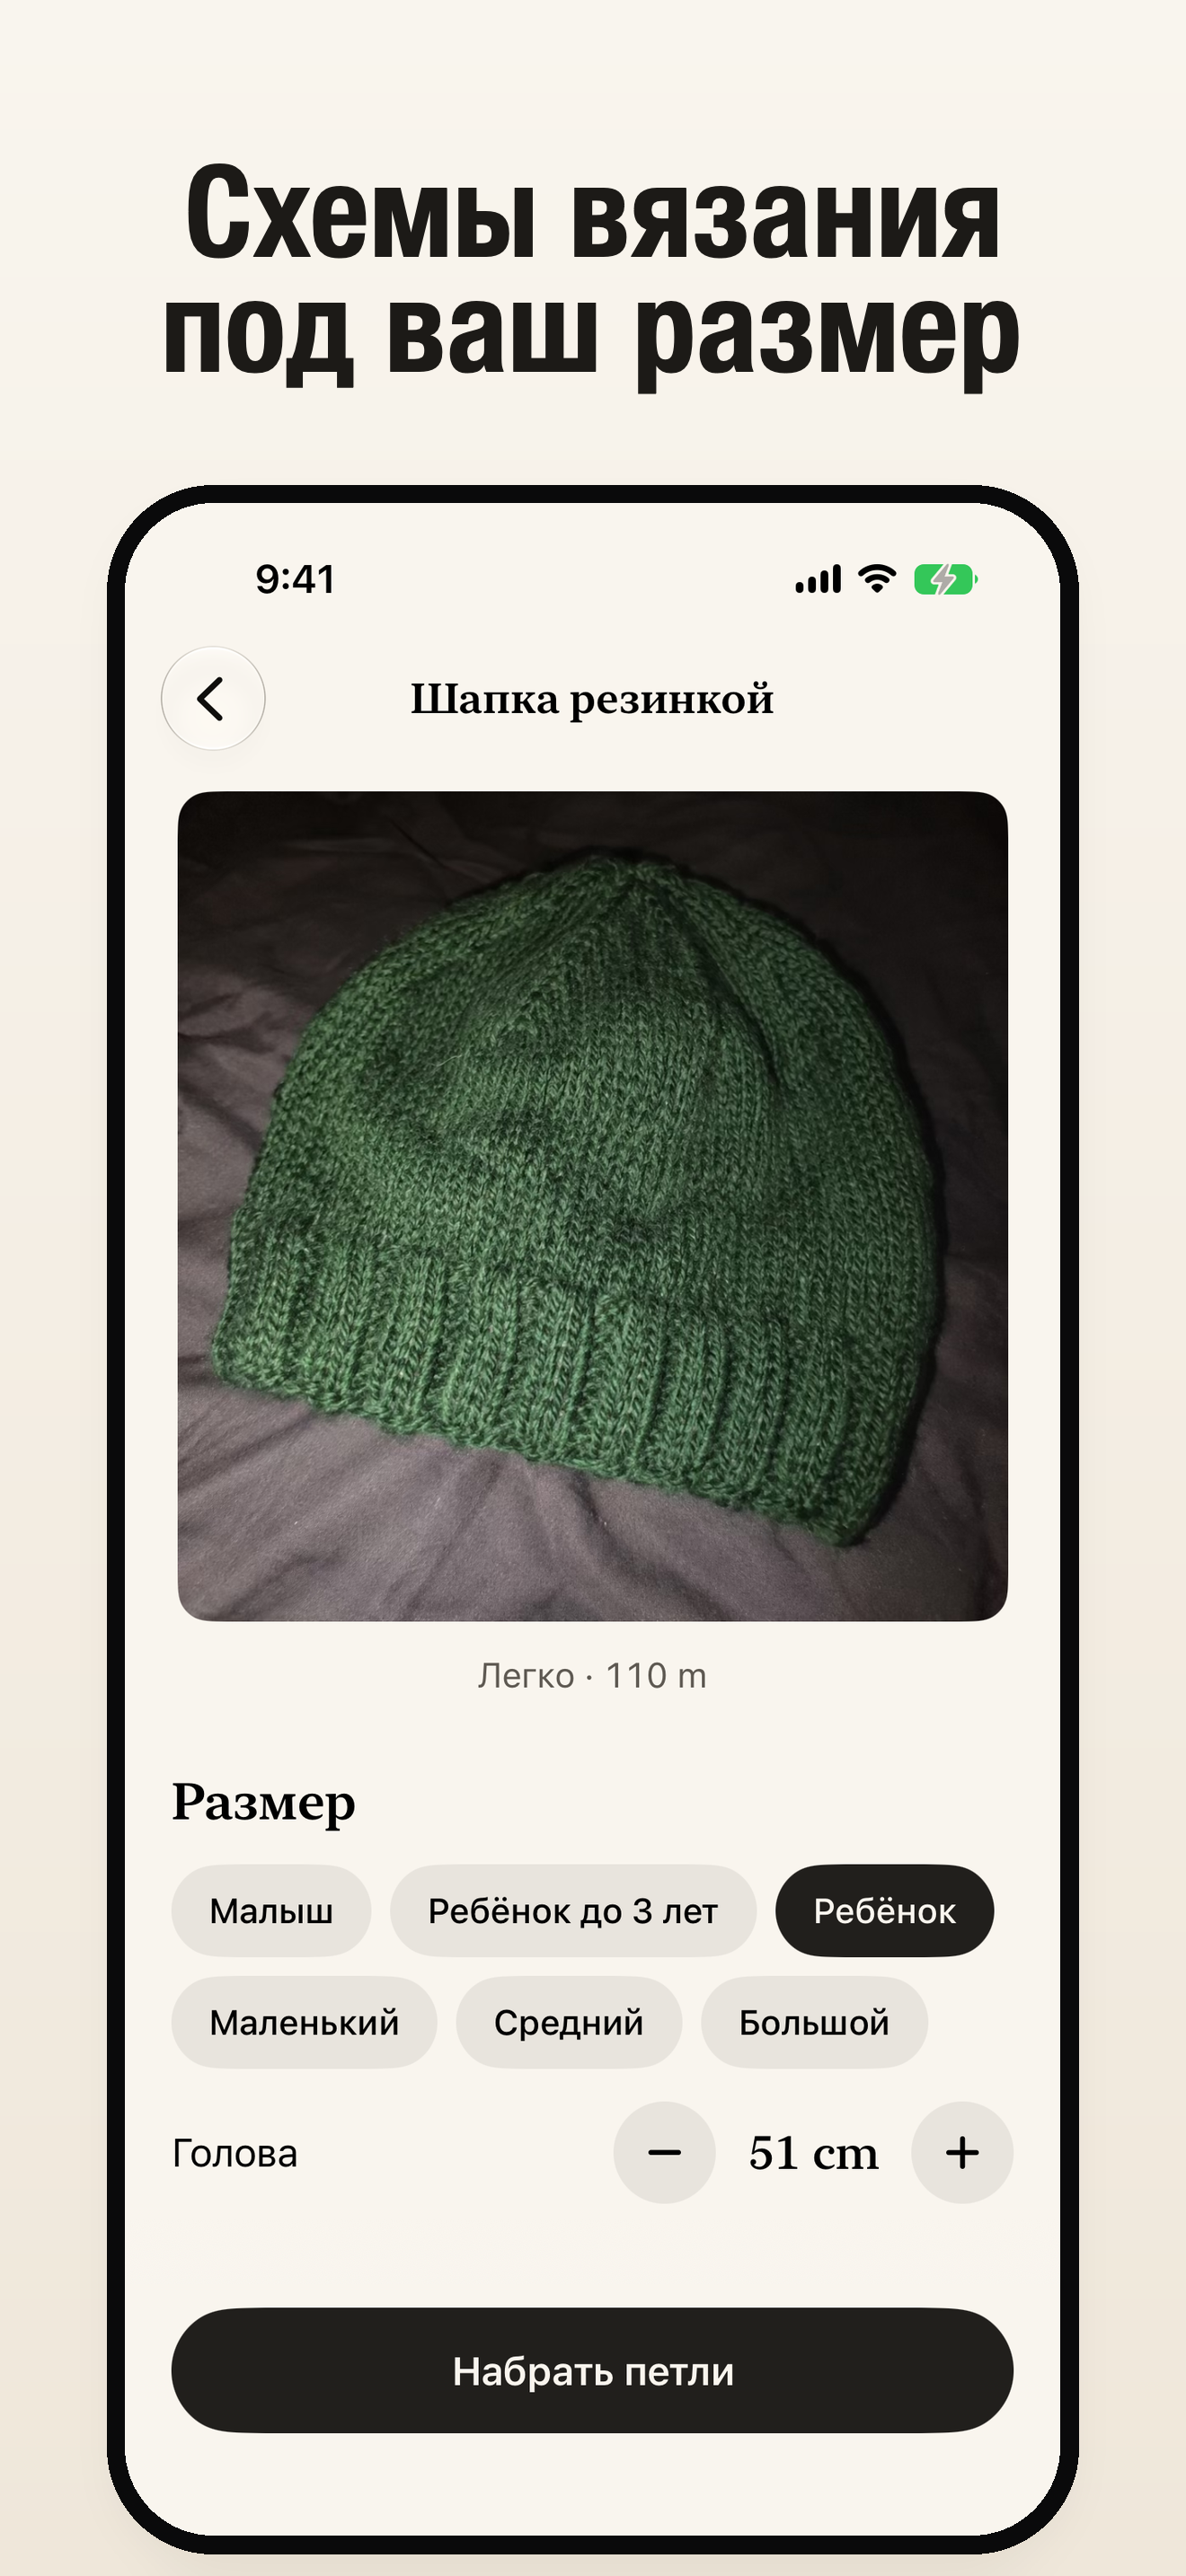 Схемы вязания
под ваш размер
9:41
Шапка резинкой
Легко · 110 m
Размер
Малыш
Ребёнок до 3 лет
Ребёнок
Маленький
Средний
Большой
Голова
51 cm
Набрать петли